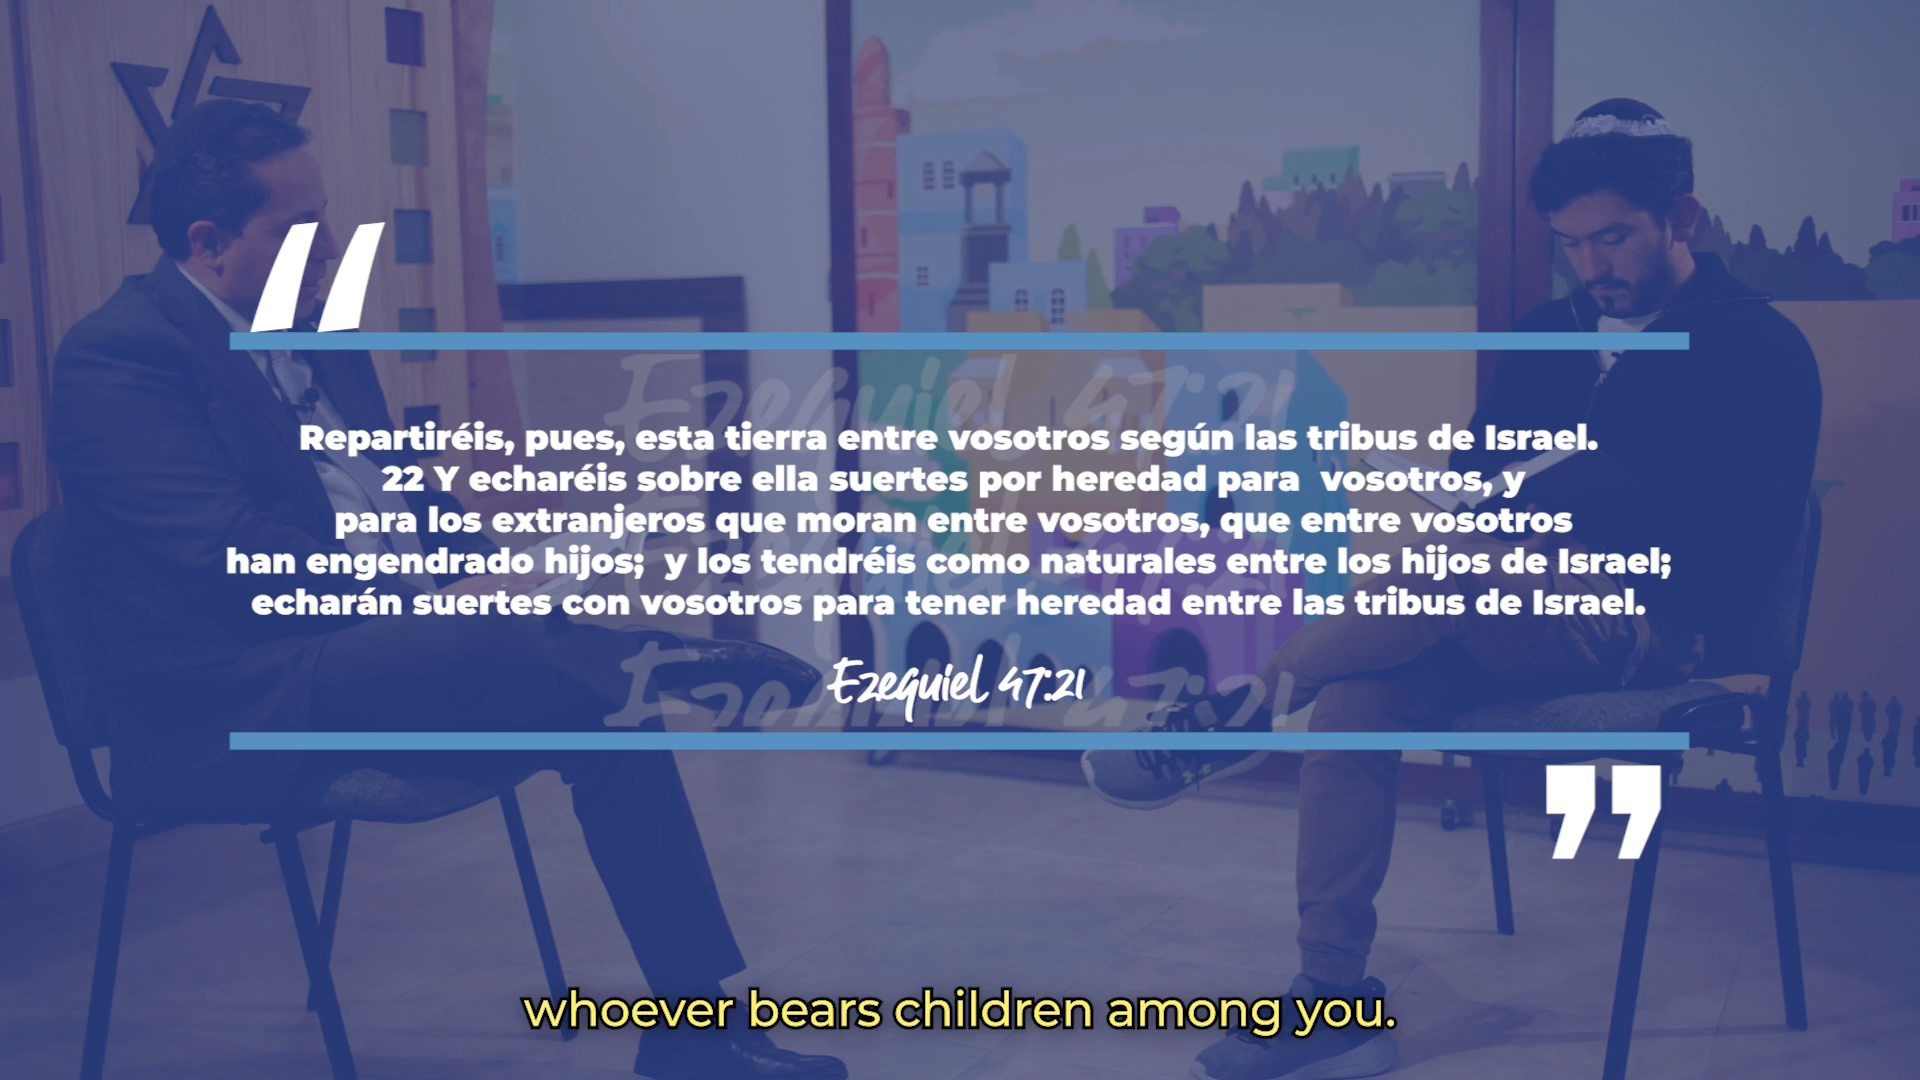 “
Repartiréis, pues, esta tierra entre vosotros según las tribus de Israel.
22 Y echaréis sobre ella suertes por heredad para  vosotros, y
para los extranjeros que moran entre vosotros, que entre vosotros
han engendrado hijos;  y los tendréis como naturales entre los hijos de Israel;
echarán suertes con vosotros para tener heredad entre las tribus de Israel.
Ezequiel 47:21
”
whoever bears children among you.